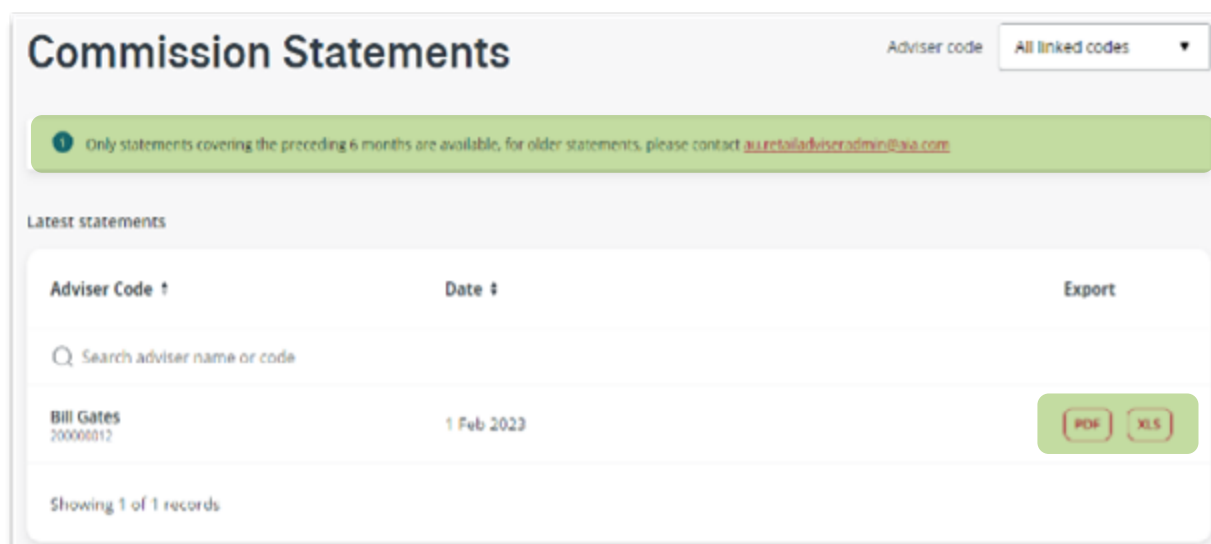 Commission Statements
Adviser code All linked codes
Only statements covering the preceding 6 months are available, for older statements, please contact au.retailadviseradmin@aia.com
Latest statements
Adviser Code Date Export
Search adviser name or code
Bill Gates 1 Feb 2023 PDF XLS
200000012
Showing 1 of 1 records